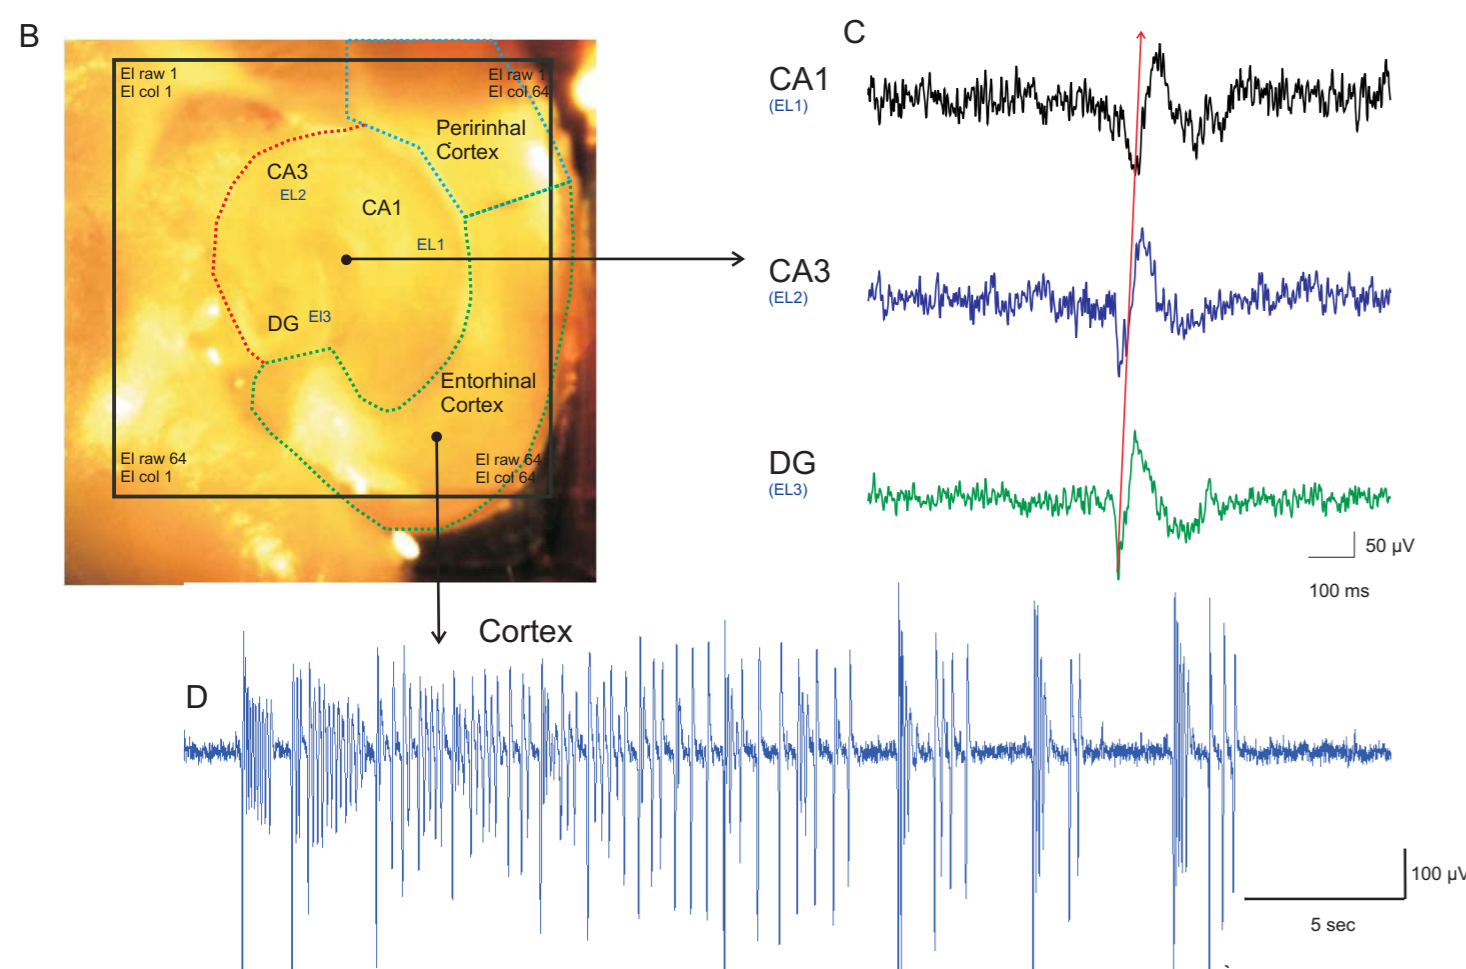 B
El raw 1
El col 1
El raw 1
El col 64
Peririnhal
Cortex
CA3
EL2
CA1
EL1
DG
El3
Entorhinal
Cortex
El raw 64
El col 1
El raw 64
El col 64
C
CA1
(EL1)
CA3
(EL2)
DG
(EL3)
50 µV
100 ms
Cortex
D
100 µV
5 sec